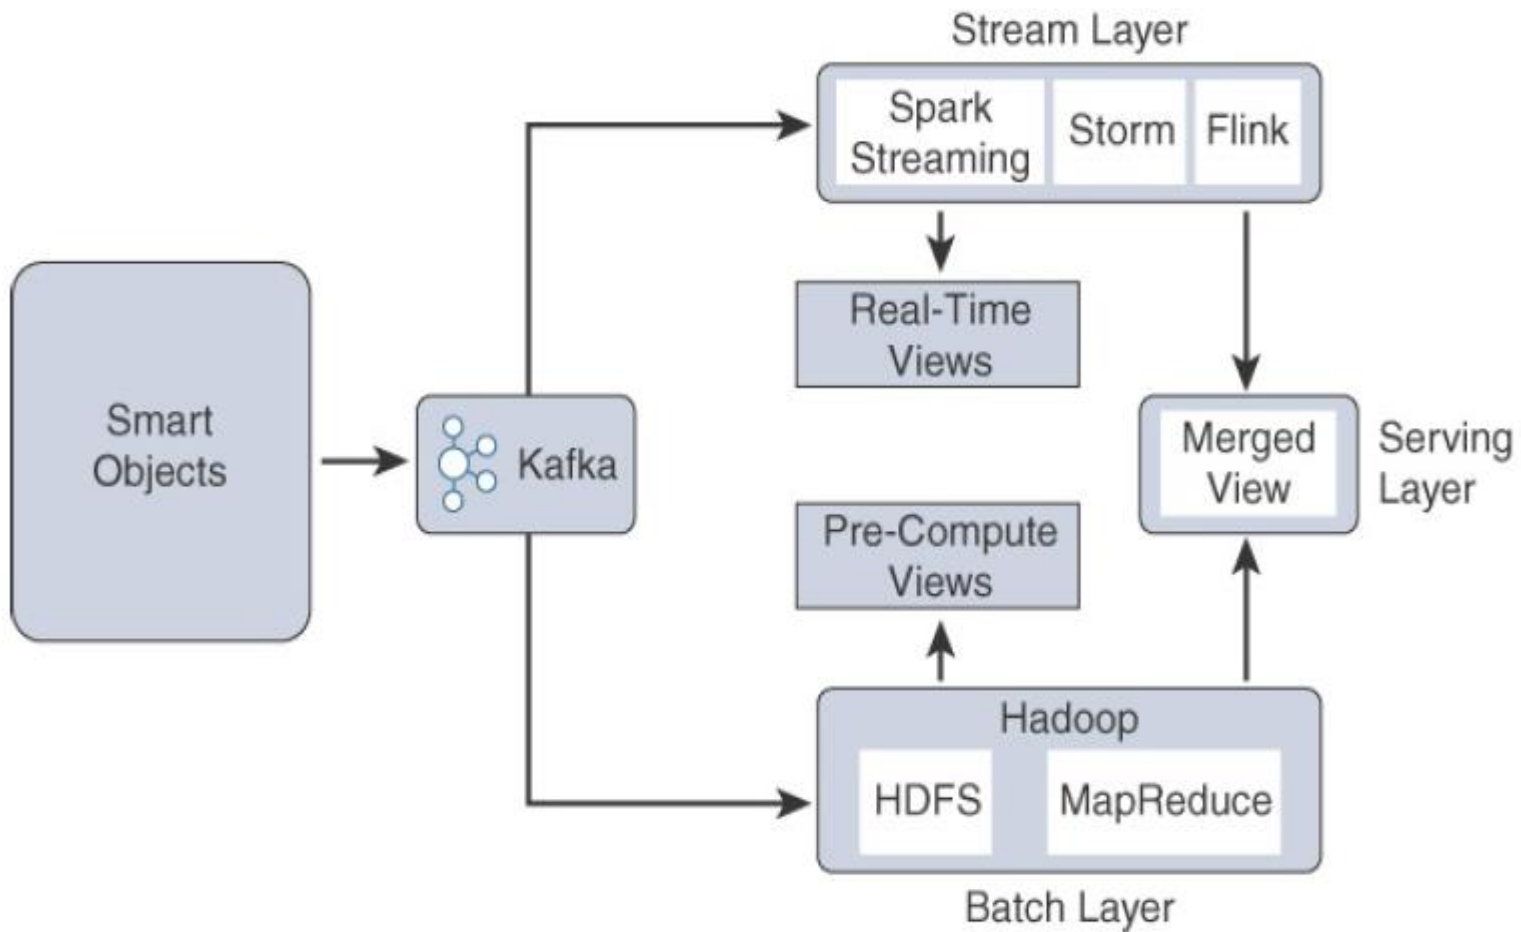 Stream Layer
Spark
Streaming
Storm
Flink
Real-Time
Views
Smart
Objects
Kafka
Merged
View
Serving
Layer
Pre-Compute
Views
Hadoop
HDFS
MapReduce
Batch Layer